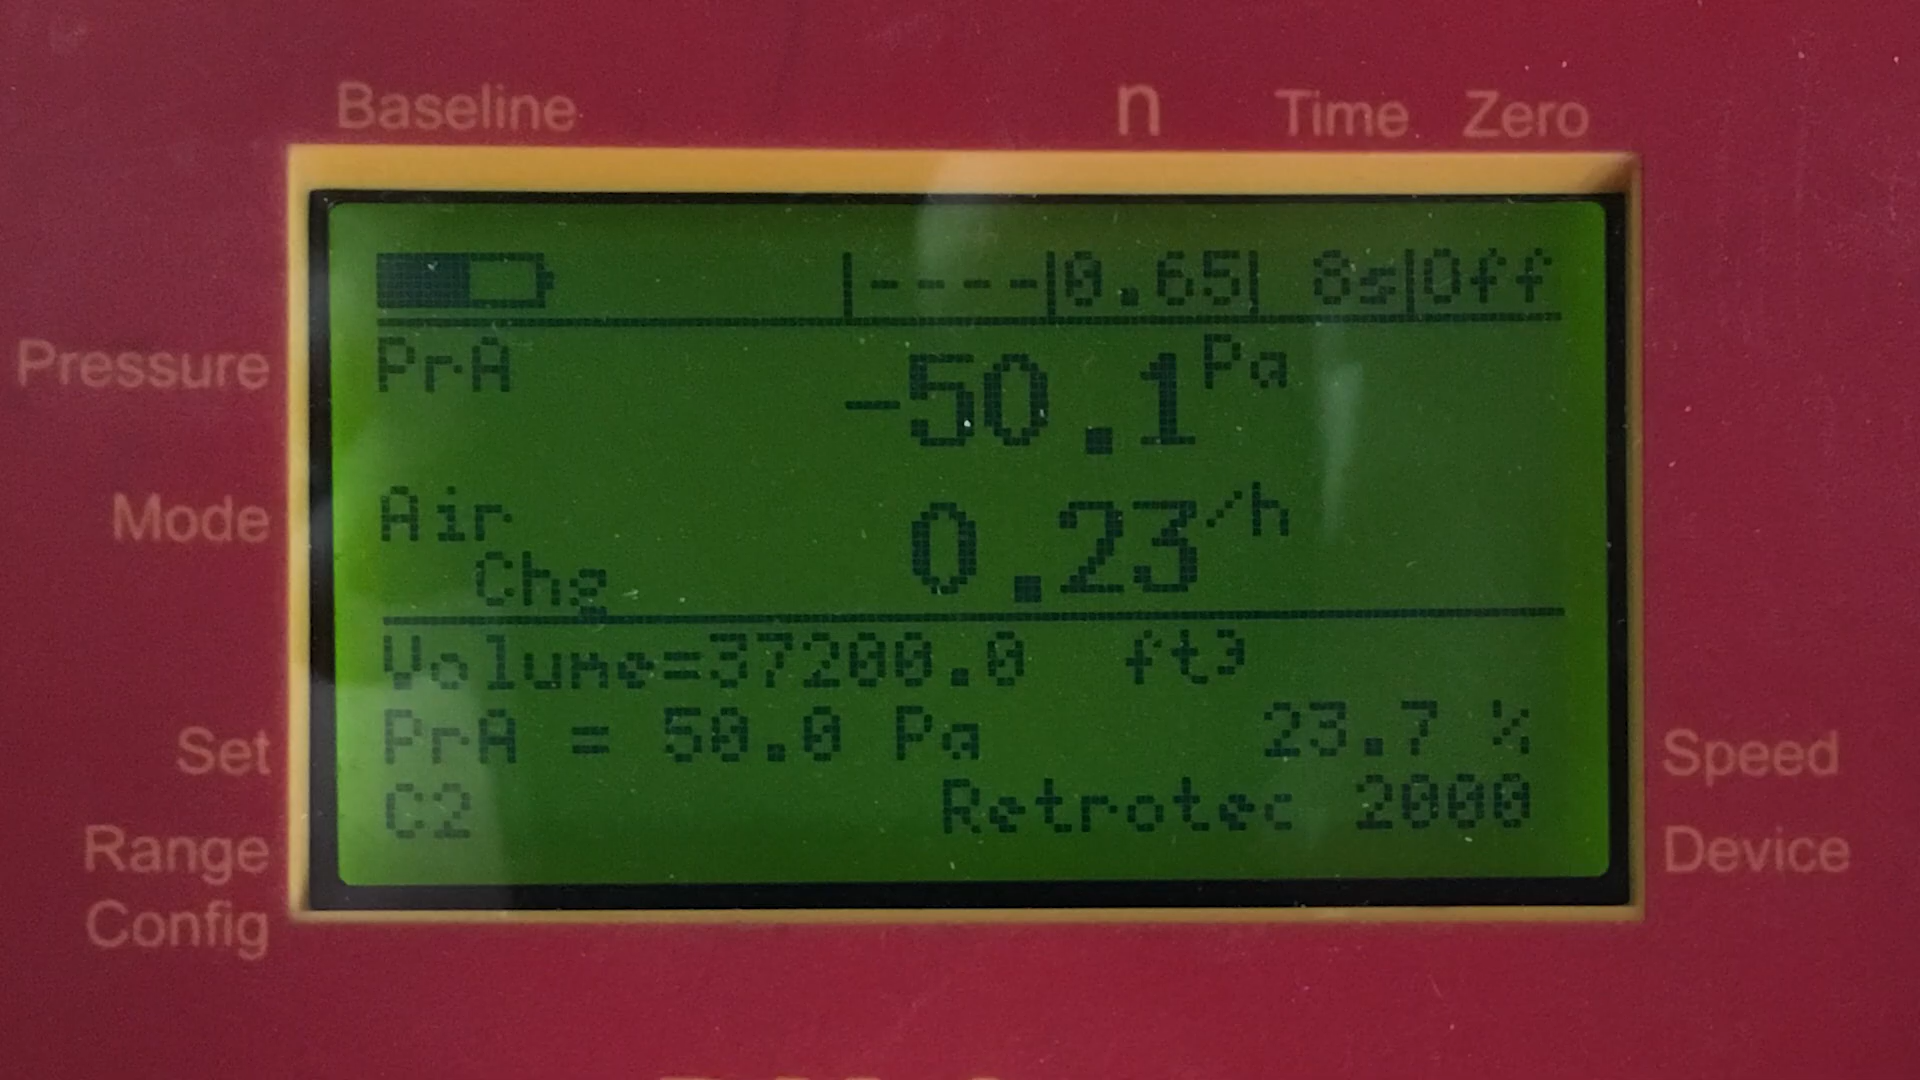 Baseline n Time Zero
|----|0.65| 8s|Off
Pressure PrA -50.1 Pa
Mode Air 0.23 /h
Chg
Volume=37200.0 ft3
Set PrA = 50.0 Pa 23.7 % Speed
C2 Retrotec 2000
Range Device
Config